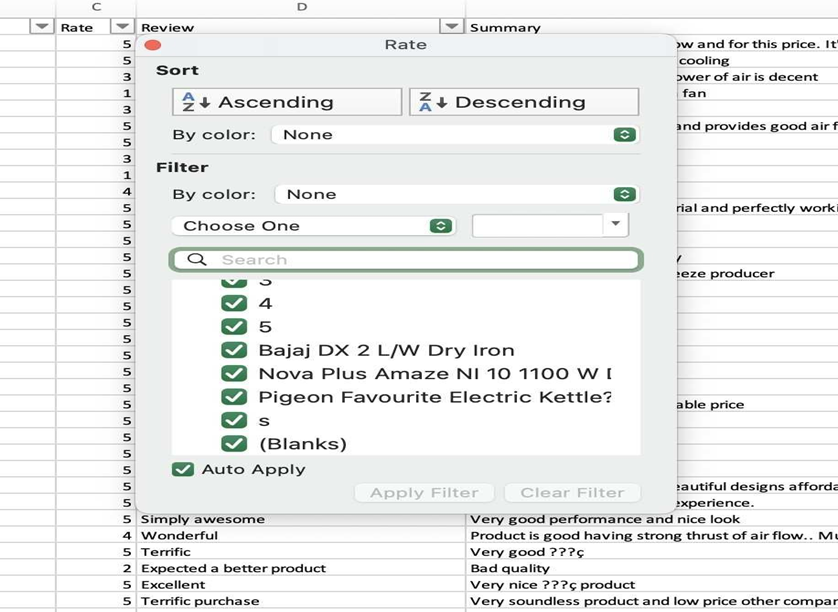 C D
Rate Review Summary
Rate
5 ow and for this price. It'
Sort
5 cooling
3 ower of air is decent
1 fan
Ascending Descending
3
5 and provides good air f
By color: None
5
3
Filter
1
4
By color: None
5 rial and perfectly worki
5
Choose One
5
5
Search
5 eeze producer
3
5
4
5
5
5
Bajaj DX 2 L/W Dry Iron
5
Nova Plus Amaze NI 10 1100 W
5
5
Pigeon Favourite Electric Kettle?
5 able price
s
5
5
(Blanks)
5
Auto Apply
5
5 eautiful designs afforda
Apply Filter Clear Filter
5 experience.
5 Simply awesome Very good performance and nice look
4 Wonderful Product is good having strong thrust of air flow.. Mu
5 Terrific Very good ???ç
2 Expected a better product Bad quality
5 Excellent Very nice ???ç product
5 Terrific purchase Very soundless product and low price other compar